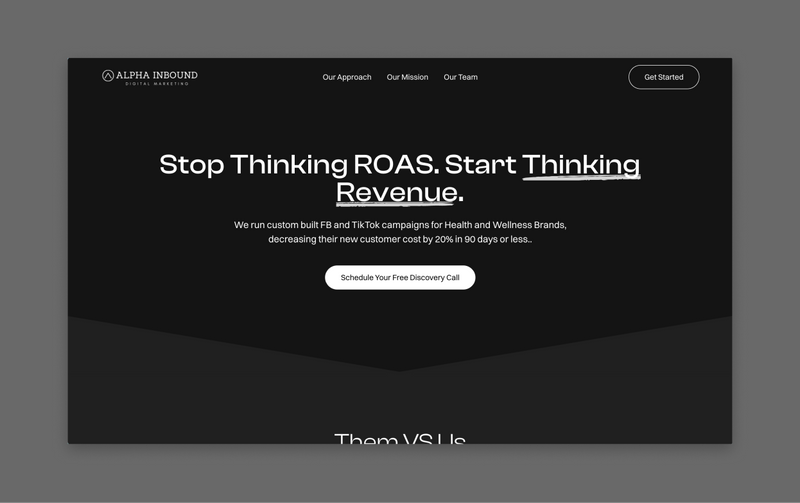 ALPHA INBOUND
DIGITAL MARKETING
Our Approach
Our Mission
Our Team
Get Started
Stop Thinking ROAS. Start Thinking
Revenue.
We run custom built FB and TikTok campaigns for Health and Wellness Brands,
decreasing their new customer cost by 20% in 90 days or less..
Schedule Your Free Discovery Call
Them VS Us